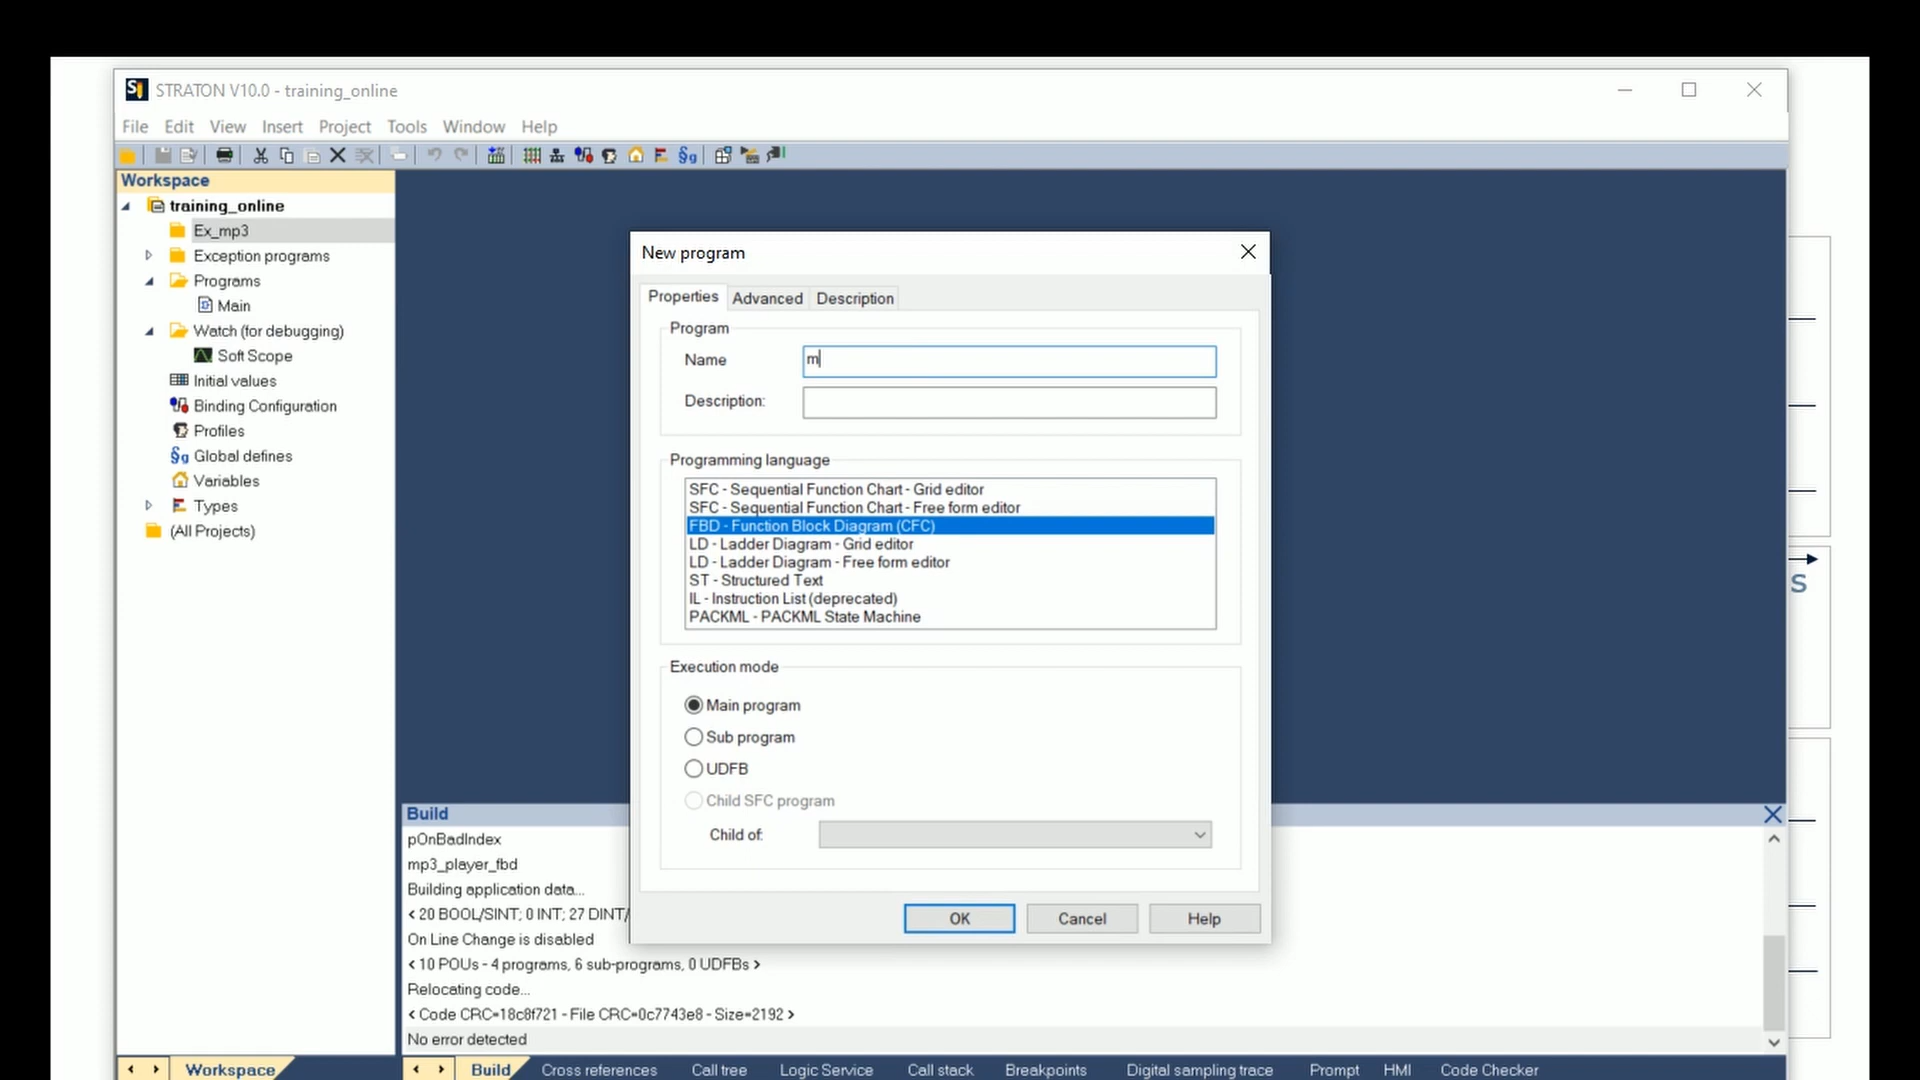 STRATON V10.0 - training_online
File Edit View Insert Project Tools Window Help
Workspace
training_online
Ex_mp3
Exception programs
Programs
Main
Watch (for debugging)
Soft Scope
Initial values
Binding Configuration
Profiles
Global defines
Variables
Types
(All Projects)
New program
Properties Advanced Description
Program
Name m
Description:
Programming language
SFC - Sequential Function Chart - Grid editor
SFC - Sequential Function Chart - Free form editor
FBD - Function Block Diagram (CFC)
LD - Ladder Diagram - Grid editor
LD - Ladder Diagram - Free form editor
ST - Structured Text
IL - Instruction List (deprecated)
PACKML - PACKML State Machine
Execution mode
Main program
Sub program
UDFB
Child SFC program
Child of:
OK Cancel Help
S
Build
pOnBadIndex
mp3_player_fbd
Building application data...
< 20 BOOL/SINT; 0 INT; 27 DINT/
On Line Change is disabled
< 10 POUs - 4 programs, 6 sub-programs, 0 UDFBs >
Relocating code...
< Code CRC=18c8f721 - File CRC=0c7743e8 - Size=2192 >
No error detected
Workspace
Build Cross references Call tree Logic Service Call stack Breakpoints Digital sampling trace Prompt HMI Code Checker